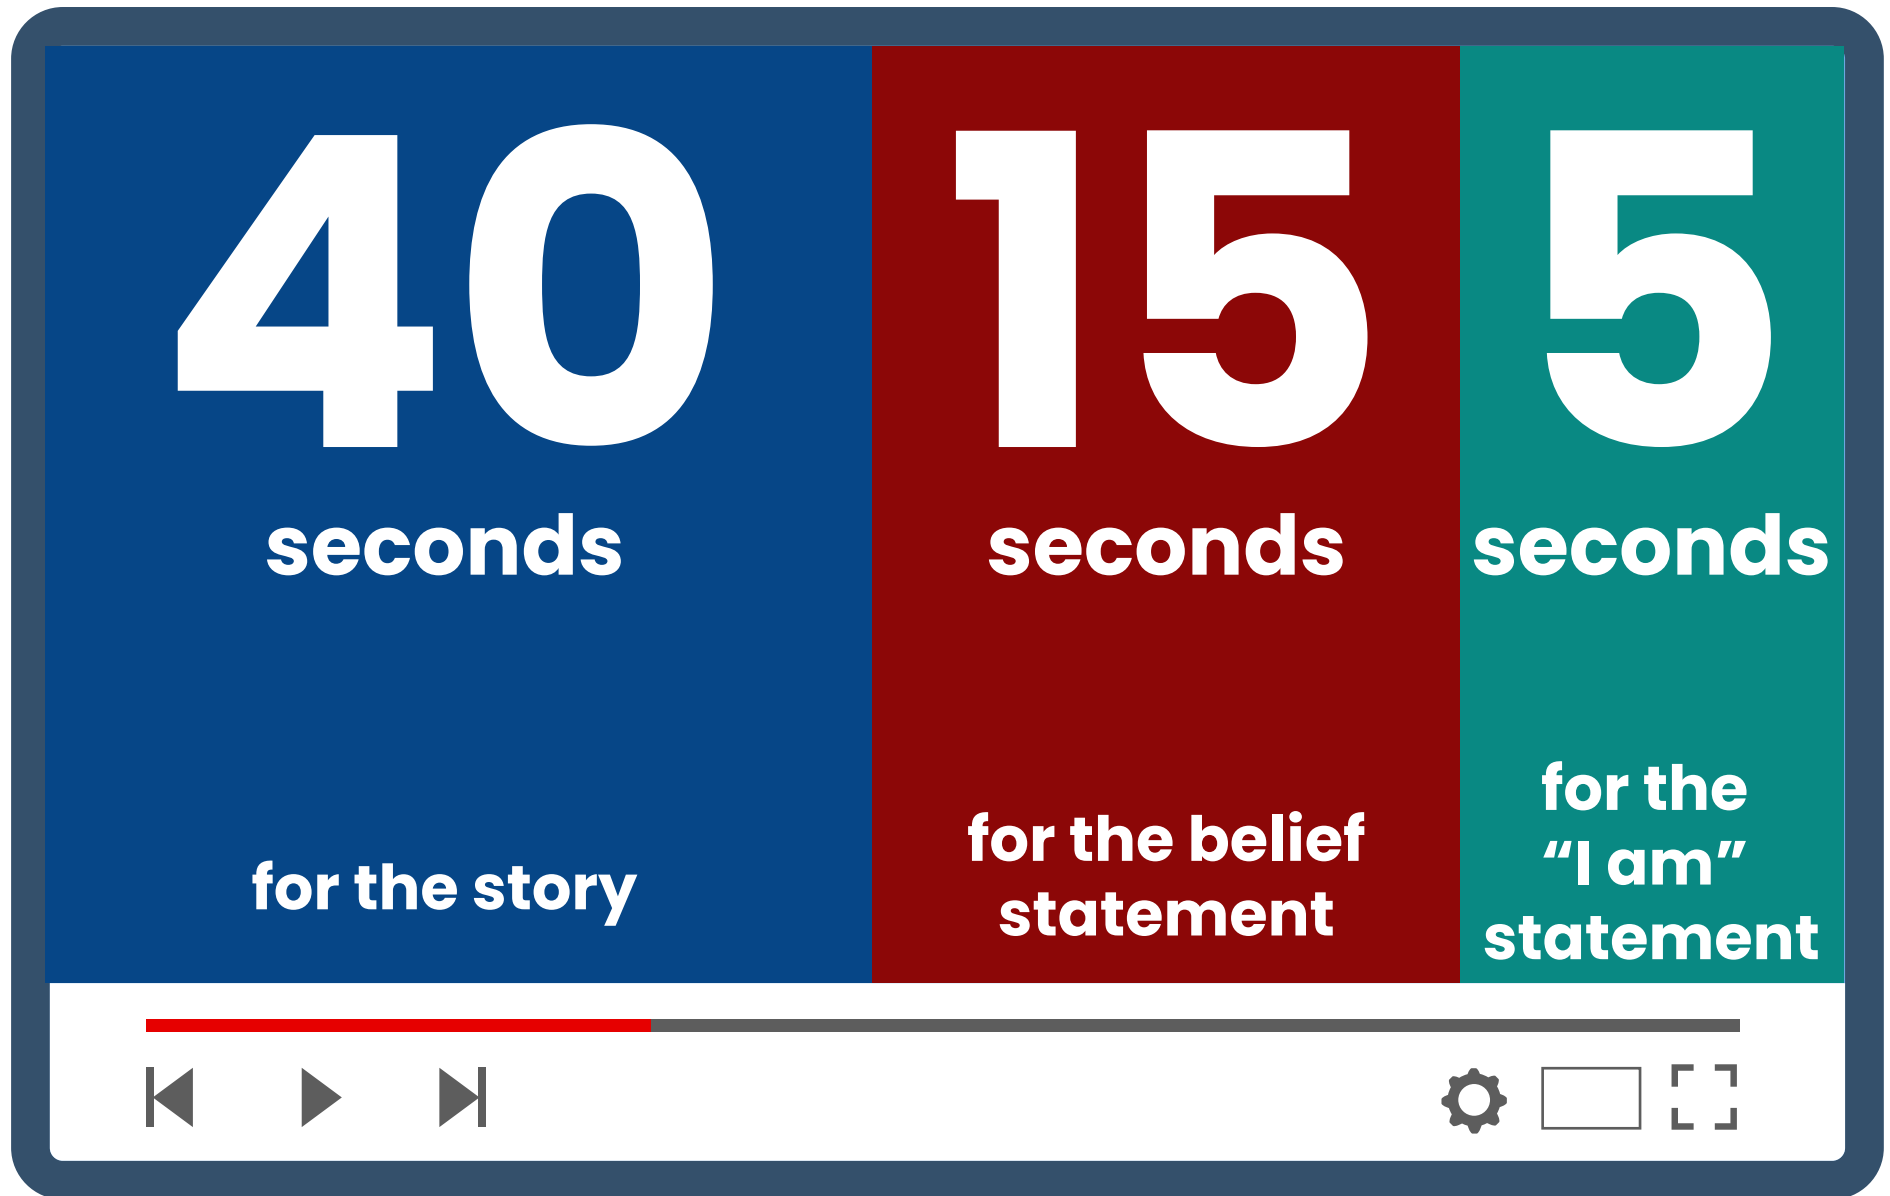 40
seconds
for the story
15
seconds
for the belief
statement
5
seconds
for the
“I am”
statement